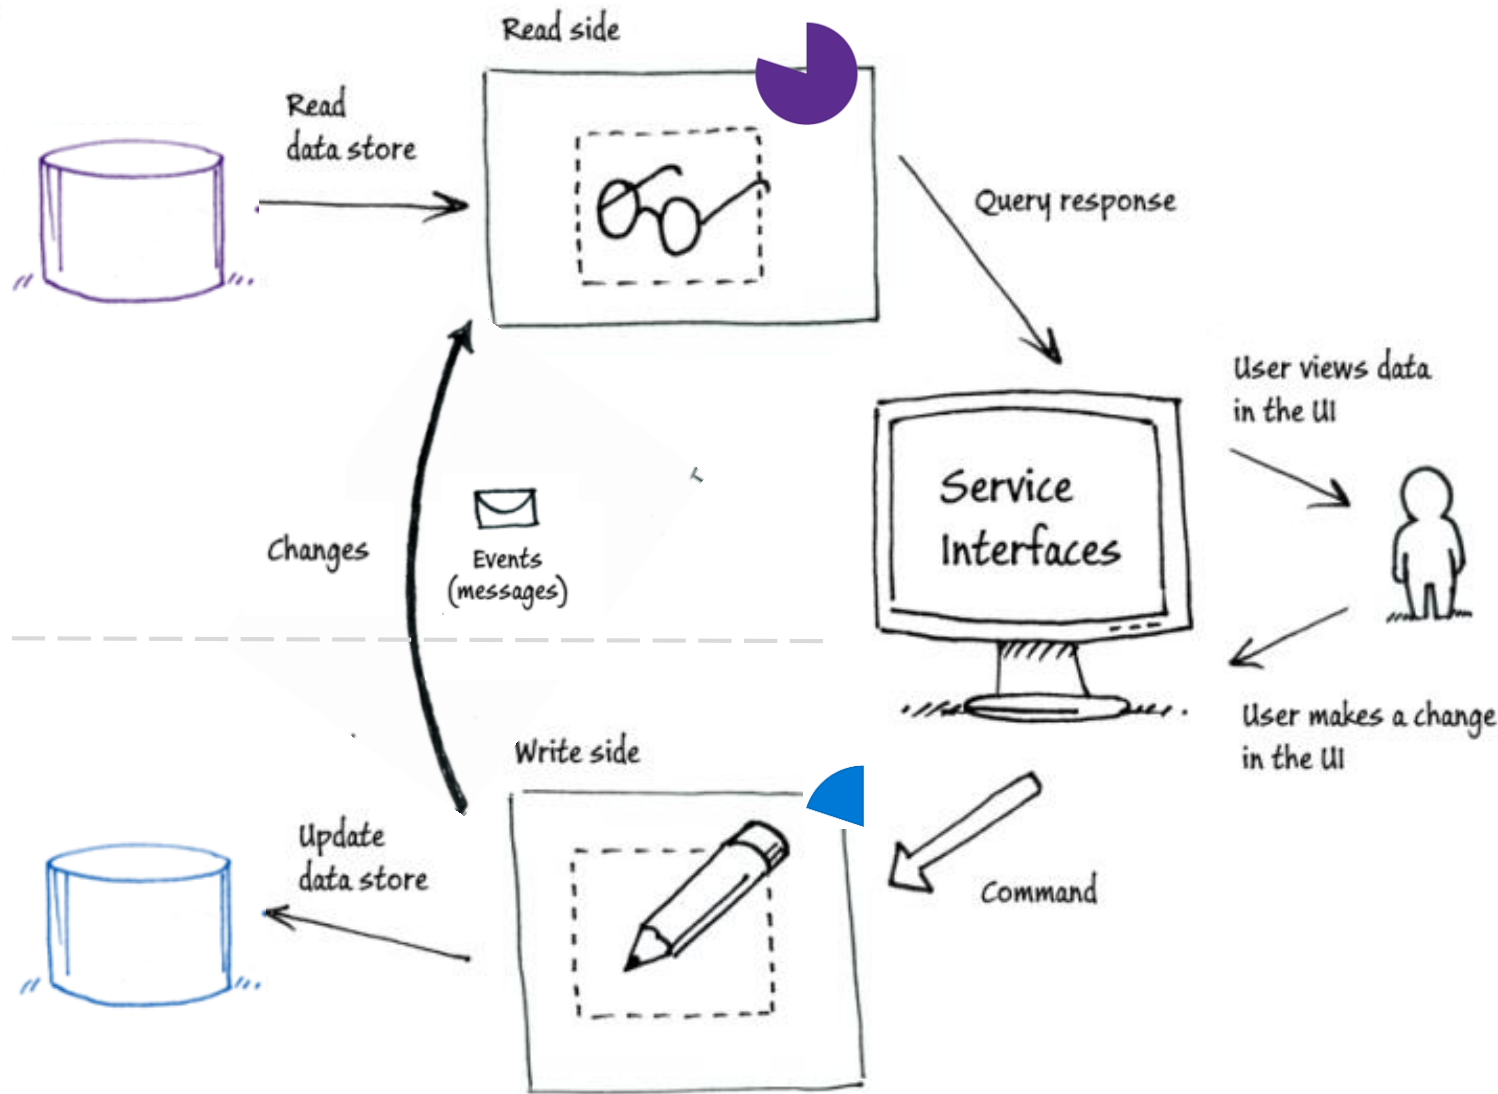 Read side
Read
data store
Query response
User views data
in the UI
Service
Interfaces
Changes
Events
(messages)
User makes a change
in the UI
Write side
Update
data store
Command